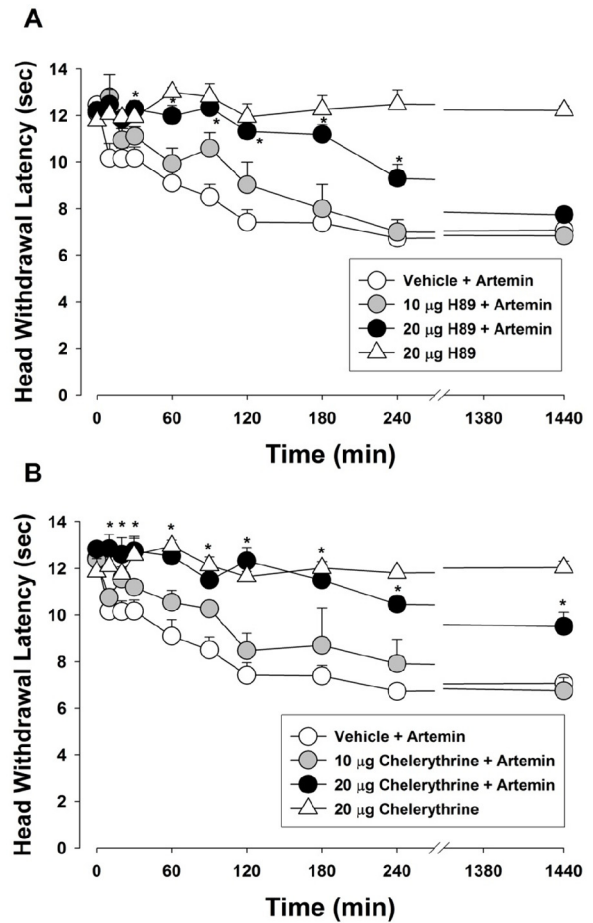 A
Head Withdrawal Latency (sec)
14
12
10
8
6
4
2
0
* * * * * *
Vehicle + Artemin
10 μg H89 + Artemin
20 μg H89 + Artemin
20 μg H89
0 60 120 180 240 1380 1440
Time (min)
B
Head Withdrawal Latency (sec)
14
12
10
8
6
4
2
0
* * * * * * * * *
Vehicle + Artemin
10 μg Chelerythrine + Artemin
20 μg Chelerythrine + Artemin
20 μg Chelerythrine
0 60 120 180 240 1380 1440
Time (min)